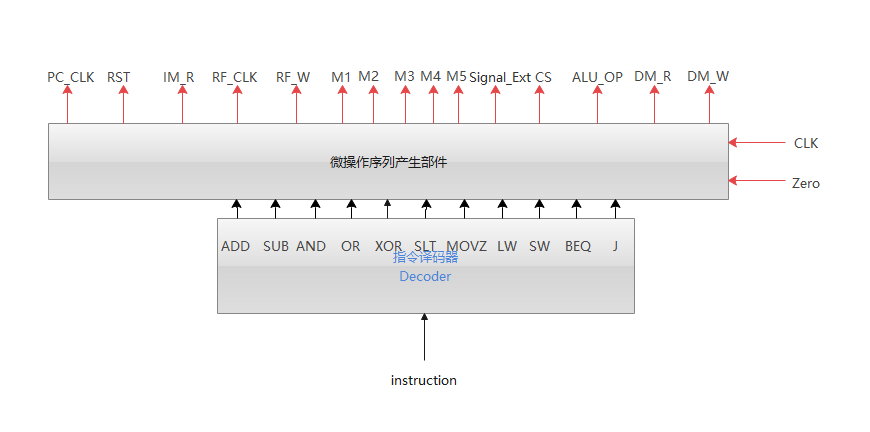 PC_CLK RST IM_R RF_CLK RF_W M1 M2 M3 M4 M5 Signal_Ext CS ALU_OP DM_R DM_W
CLK
微操作序列产生部件
Zero
ADD SUB AND OR XOR SLT MOVZ LW SW BEQ J
指令译码器
Decoder
instruction